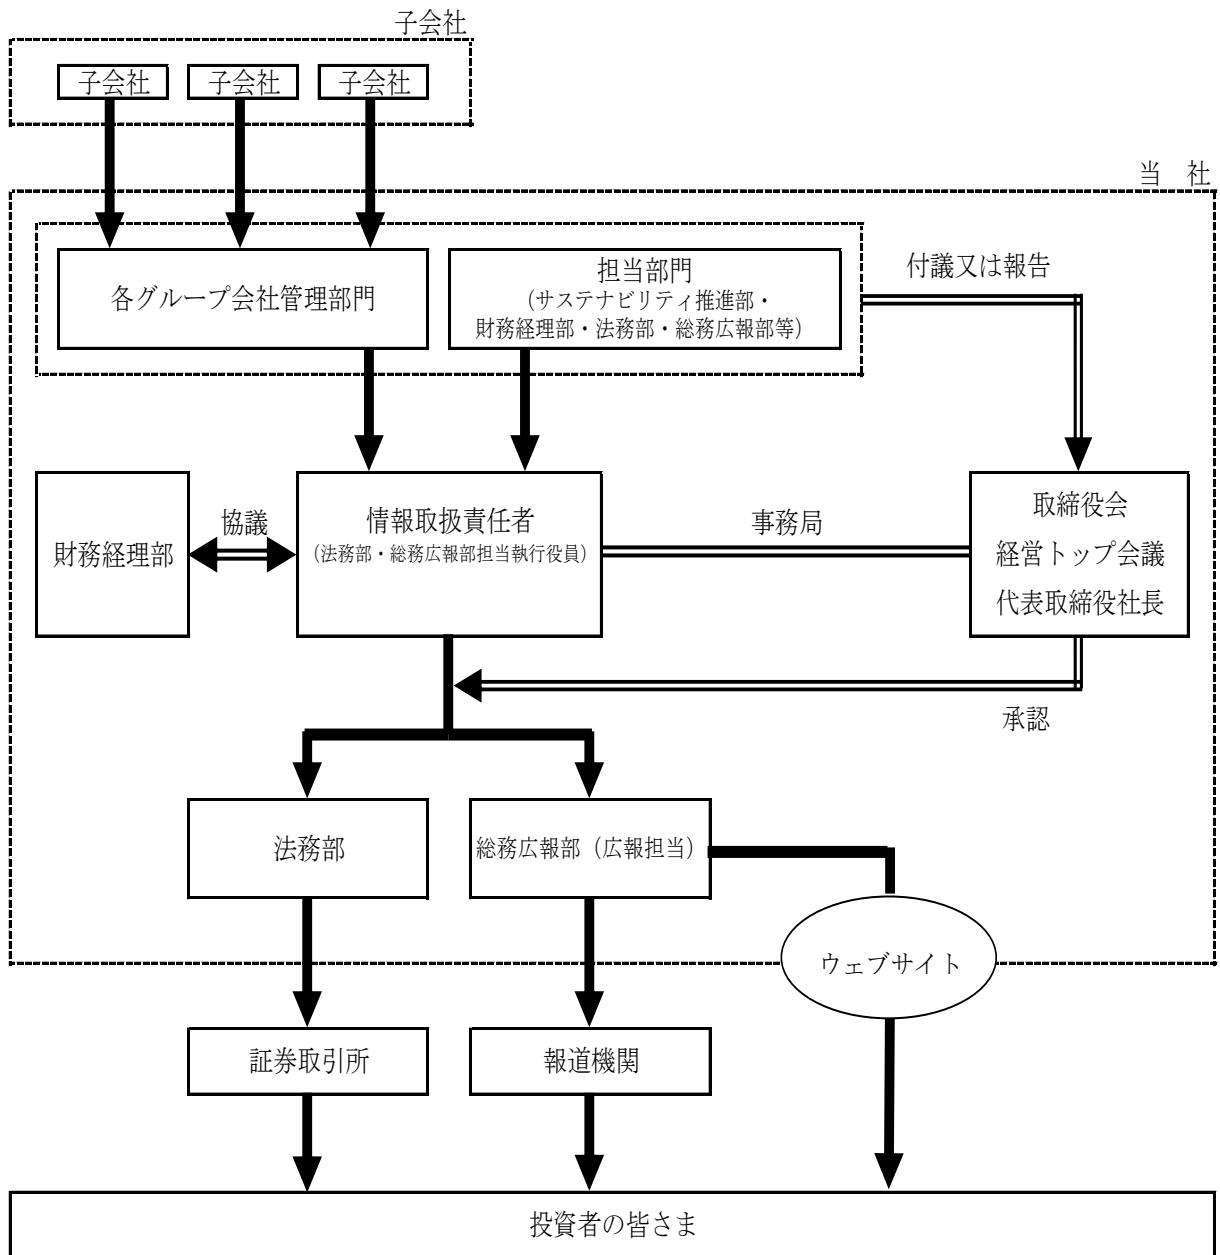 子会社
子会社
子会社
子会社
当　社
各グループ会社管理部門
担当部門
（サステナビリティ推進部・
財務経理部・法務部・総務広報部等）
付議又は報告
財務経理部
協議
情報取扱責任者
（法務部・総務広報部担当執行役員）
事務局
取締役会
経営トップ会議
代表取締役社長
承認
法務部
総務広報部（広報担当）
ウェブサイト
証券取引所
報道機関
投資者の皆さま